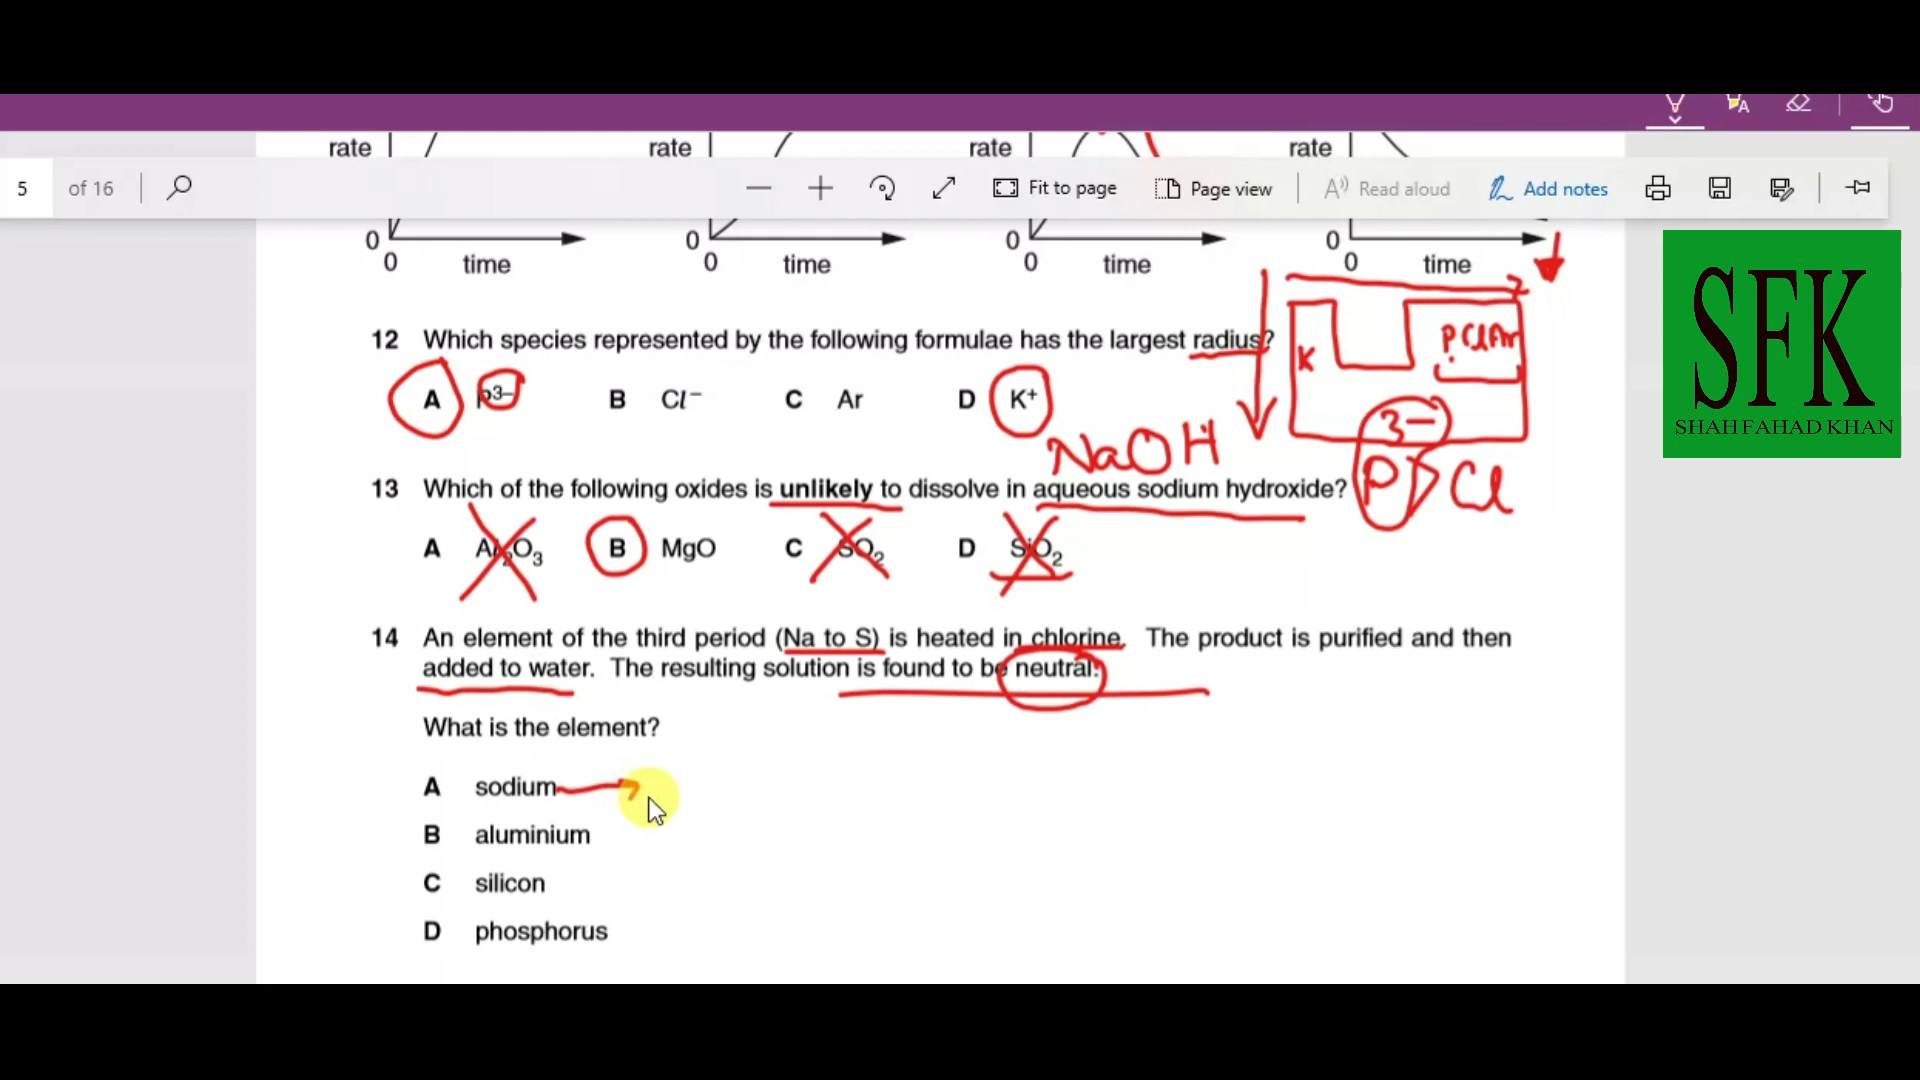 rate rate rate rate
5 of 16 Fit to page Page view Read aloud Add notes
0 0 0 0
0 time 0 time 0 time 0 time
SFK
SHAH FAHAD KHAN
12 Which species represented by the following formulae has the largest radius?
K P Cl Ar
A P3– B Cl– C Ar D K+
3–
NaOH
P > Cl
13 Which of the following oxides is unlikely to dissolve in aqueous sodium hydroxide?
A Al2O3 B MgO C SO2 D SiO2
14 An element of the third period (Na to S) is heated in chlorine. The product is purified and then
added to water. The resulting solution is found to be neutral.
What is the element?
A sodium
B aluminium
C silicon
D phosphorus